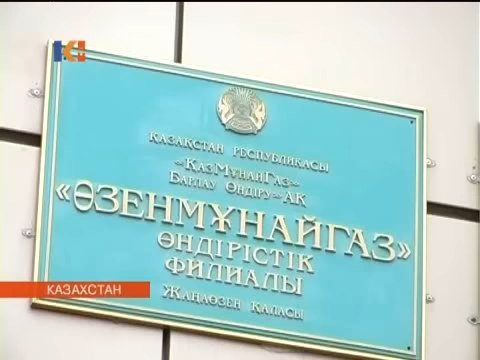 ҚАЗАҚСТАН РЕСПУБЛИКАСЫ
«ҚазМұнайГаз»
Барлау Өндіру» АҚ
«ӨЗЕНМҰНАЙГАЗ»
ӨНДІРІСТІК
ФИЛИАЛЫ
Жаңаөзен қаласы
КАЗАХСТАН